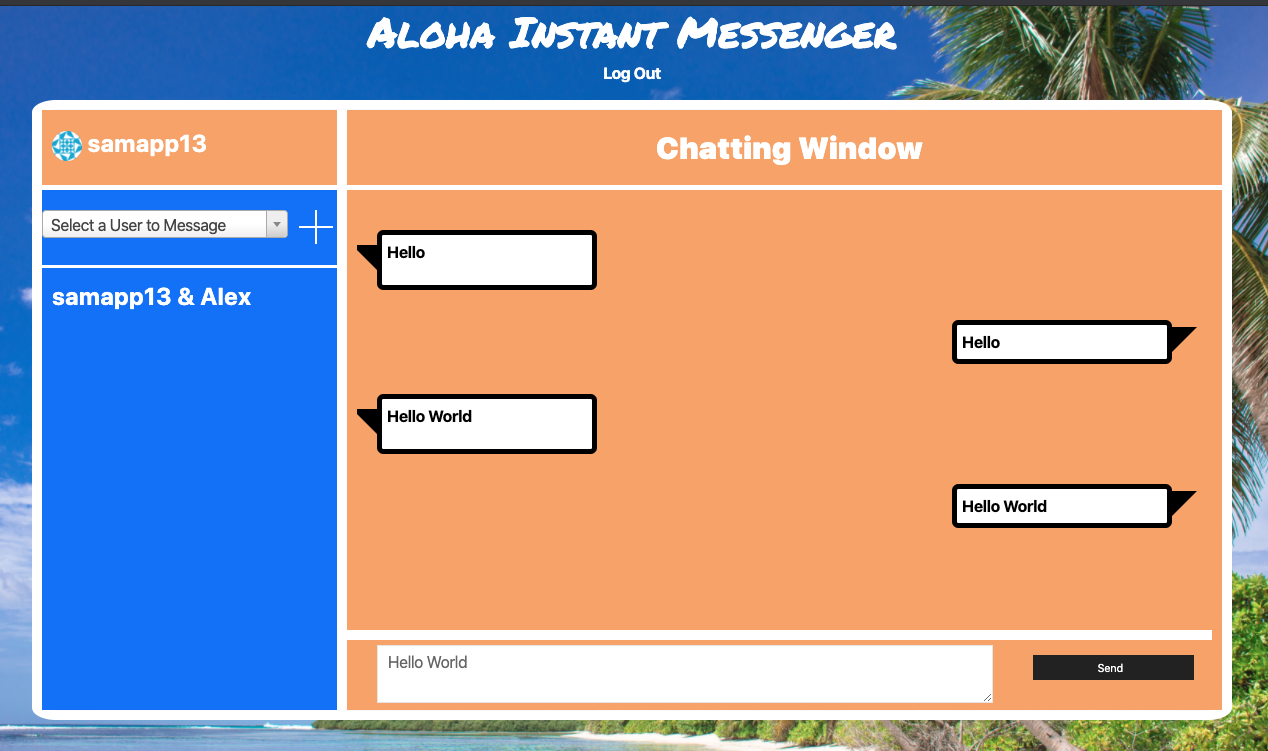 Aloha Instant Messenger
Log Out
samapp13
Chatting Window
Select a User to Message
samapp13 & Alex
Hello
Hello
Hello World
Hello World
Hello World
Send